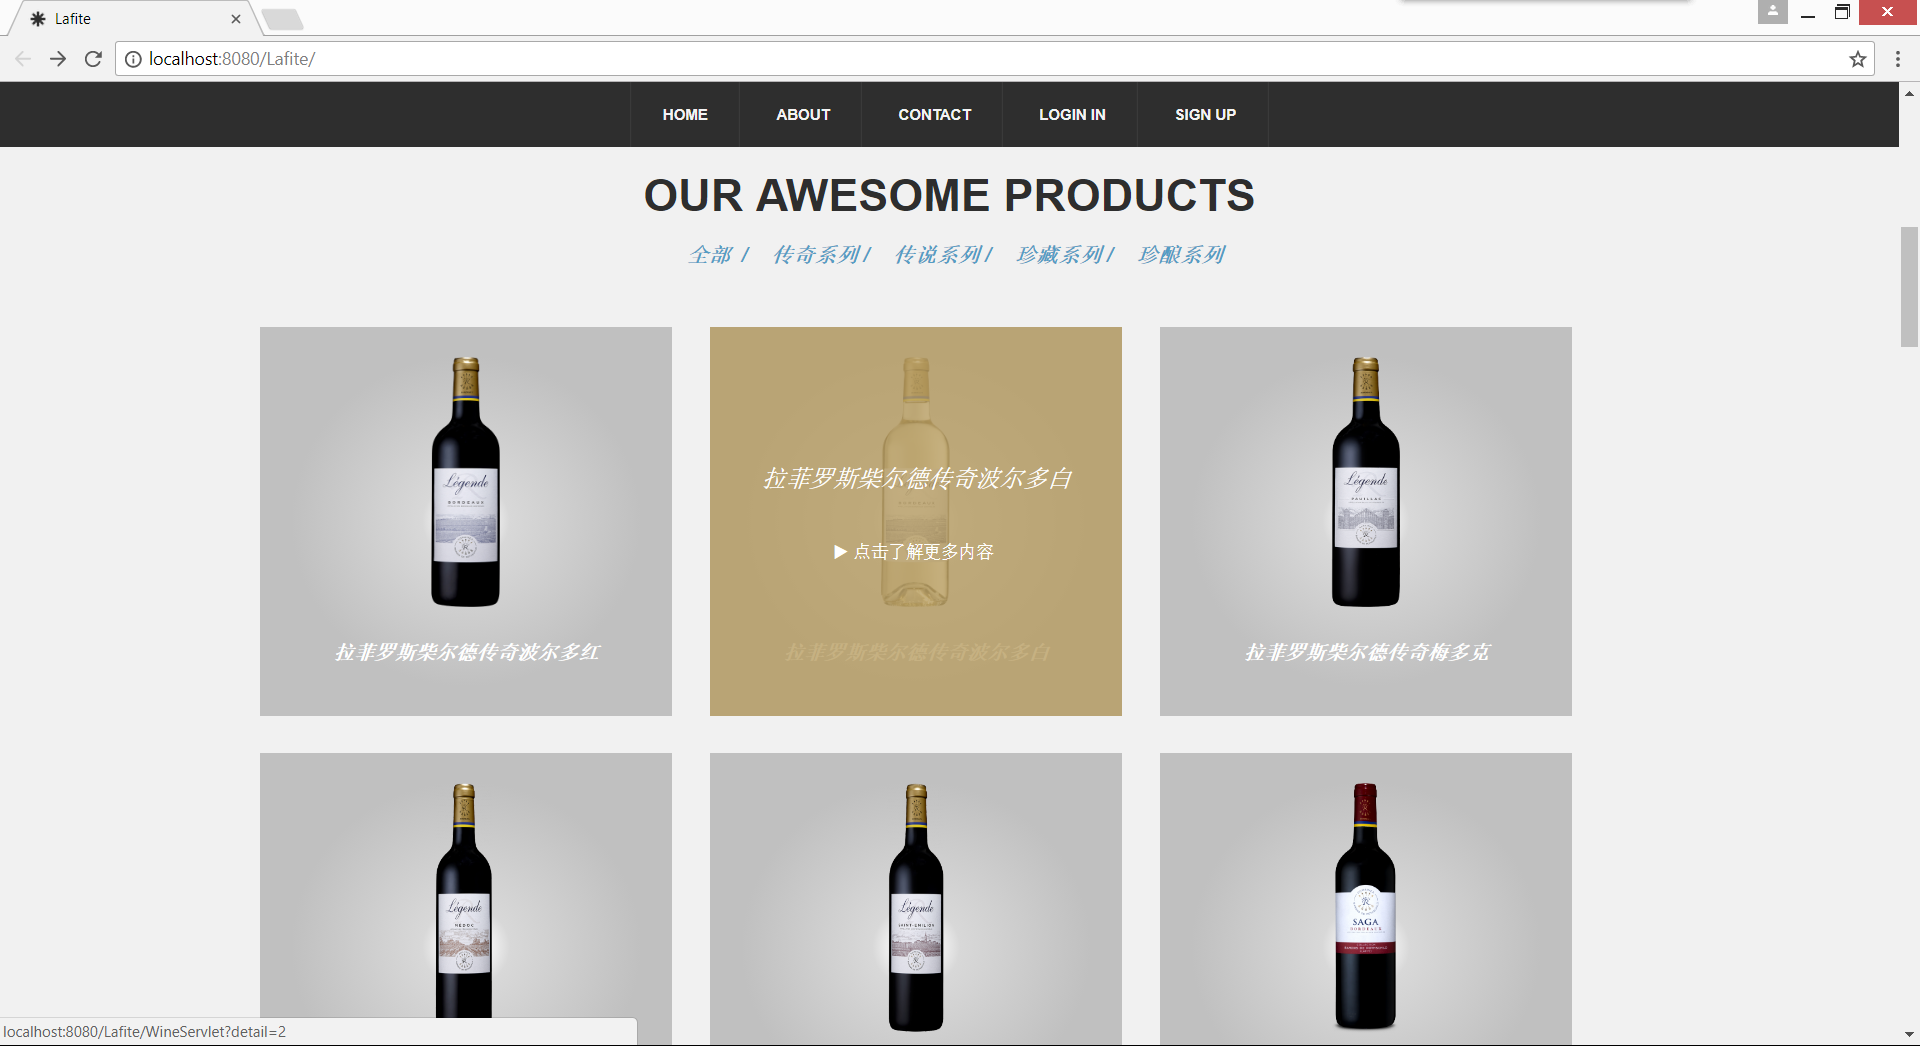 Lafite
localhost:8080/Lafite/
HOME ABOUT CONTACT LOGIN IN SIGN UP
OUR AWESOME PRODUCTS
全部 / 传奇系列 / 传说系列 / 珍藏系列 / 珍酿系列
Légende
BORDEAUX
拉菲罗斯柴尔德传奇波尔多红
拉菲罗斯柴尔德传奇波尔多白
▶ 点击了解更多内容
拉菲罗斯柴尔德传奇波尔多白
Légende
PAUILLAC
拉菲罗斯柴尔德传奇梅多克
Légende
MEDOC
Légende
SAINT-EMILION
SAGA
BORDEAUX
localhost:8080/Lafite/WineServlet?detail=2